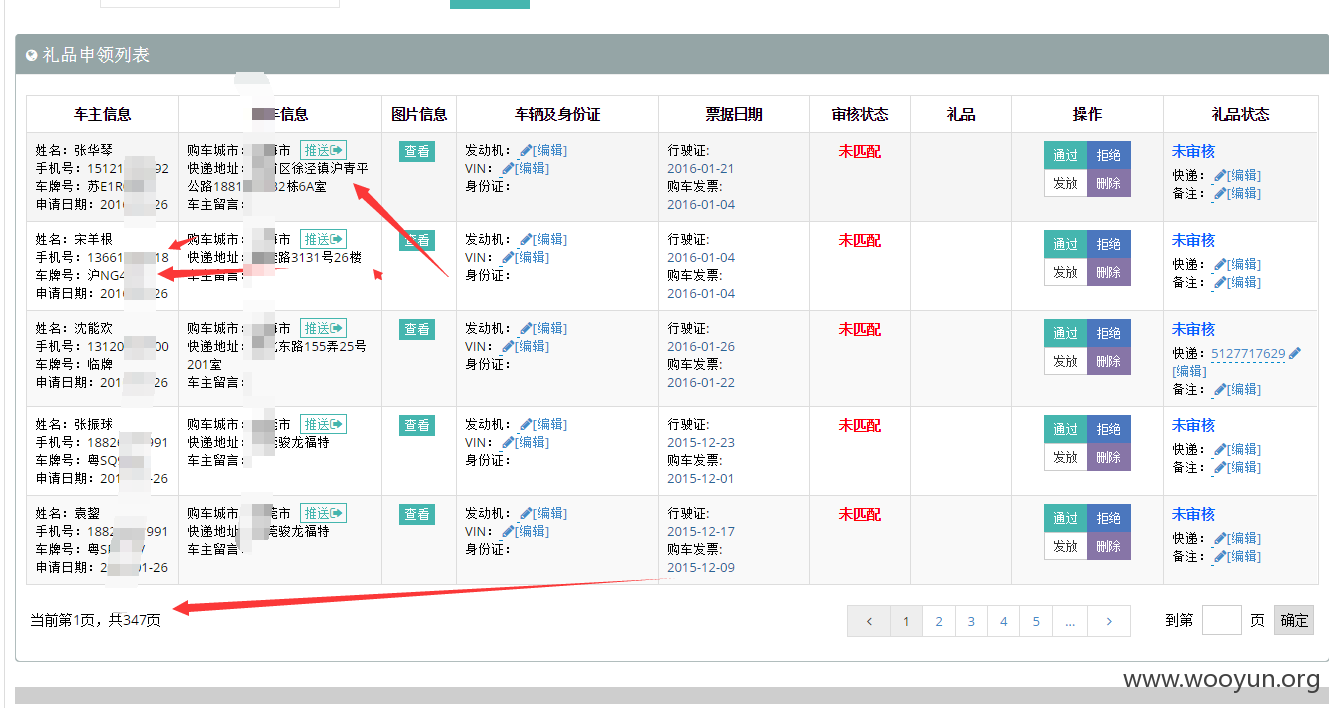 礼品申领列表
车主信息 车信息 图片信息 车辆及身份证 票据日期 审核状态 礼品 操作 礼品状态
姓名：张华琴
手机号：15121 92
车牌号：苏E1R
申请日期：201 26
购车城市： 市 推送
快递地址： 区徐泾镇沪青平
公路1881 32栋6A室
车主留言：
查看
发动机： [编辑]
VIN： [编辑]
身份证：
行驶证:
2016-01-21
购车发票:
2016-01-04
未匹配
通过 拒绝
发放 删除
未审核
快递： [编辑]
备注： [编辑]
姓名：宋羊根
手机号：13661 18
车牌号：沪NG4
申请日期：201 26
购车城市： 市 推送
快递地址： 路3131号26楼
车主留言：
查看
发动机： [编辑]
VIN： [编辑]
身份证：
行驶证:
2016-01-04
购车发票:
2016-01-04
未匹配
通过 拒绝
发放 删除
未审核
快递： [编辑]
备注： [编辑]
姓名：沈能欢
手机号：13120 00
车牌号：临牌
申请日期：201 -26
购车城市： 市 推送
快递地址： 东路155弄25号
201室
车主留言：
查看
发动机： [编辑]
VIN： [编辑]
身份证：
行驶证:
2016-01-26
购车发票:
2016-01-22
未匹配
通过 拒绝
发放 删除
未审核
快递：5127717629
[编辑]
备注： [编辑]
姓名：张振球
手机号：1882 991
车牌号：粤SQ
申请日期：201 -26
购车城市： 市 推送
快递地址： 骏龙福特
车主留言：
查看
发动机： [编辑]
VIN： [编辑]
身份证：
行驶证:
2015-12-23
购车发票:
2015-12-01
未匹配
通过 拒绝
发放 删除
未审核
快递： [编辑]
备注： [编辑]
姓名：袁鋆
手机号：1882 991
车牌号：粤S
申请日期：2 01-26
购车城市： 市 推送
快递地址 莞骏龙福特
车主留言
查看
发动机： [编辑]
VIN： [编辑]
身份证：
行驶证:
2015-12-17
购车发票:
2015-12-09
未匹配
通过 拒绝
发放 删除
未审核
快递： [编辑]
备注： [编辑]
当前第1页，共347页
‹ 1 2 3 4 5 ... ›
到第 页 确定
www.wooyun.org